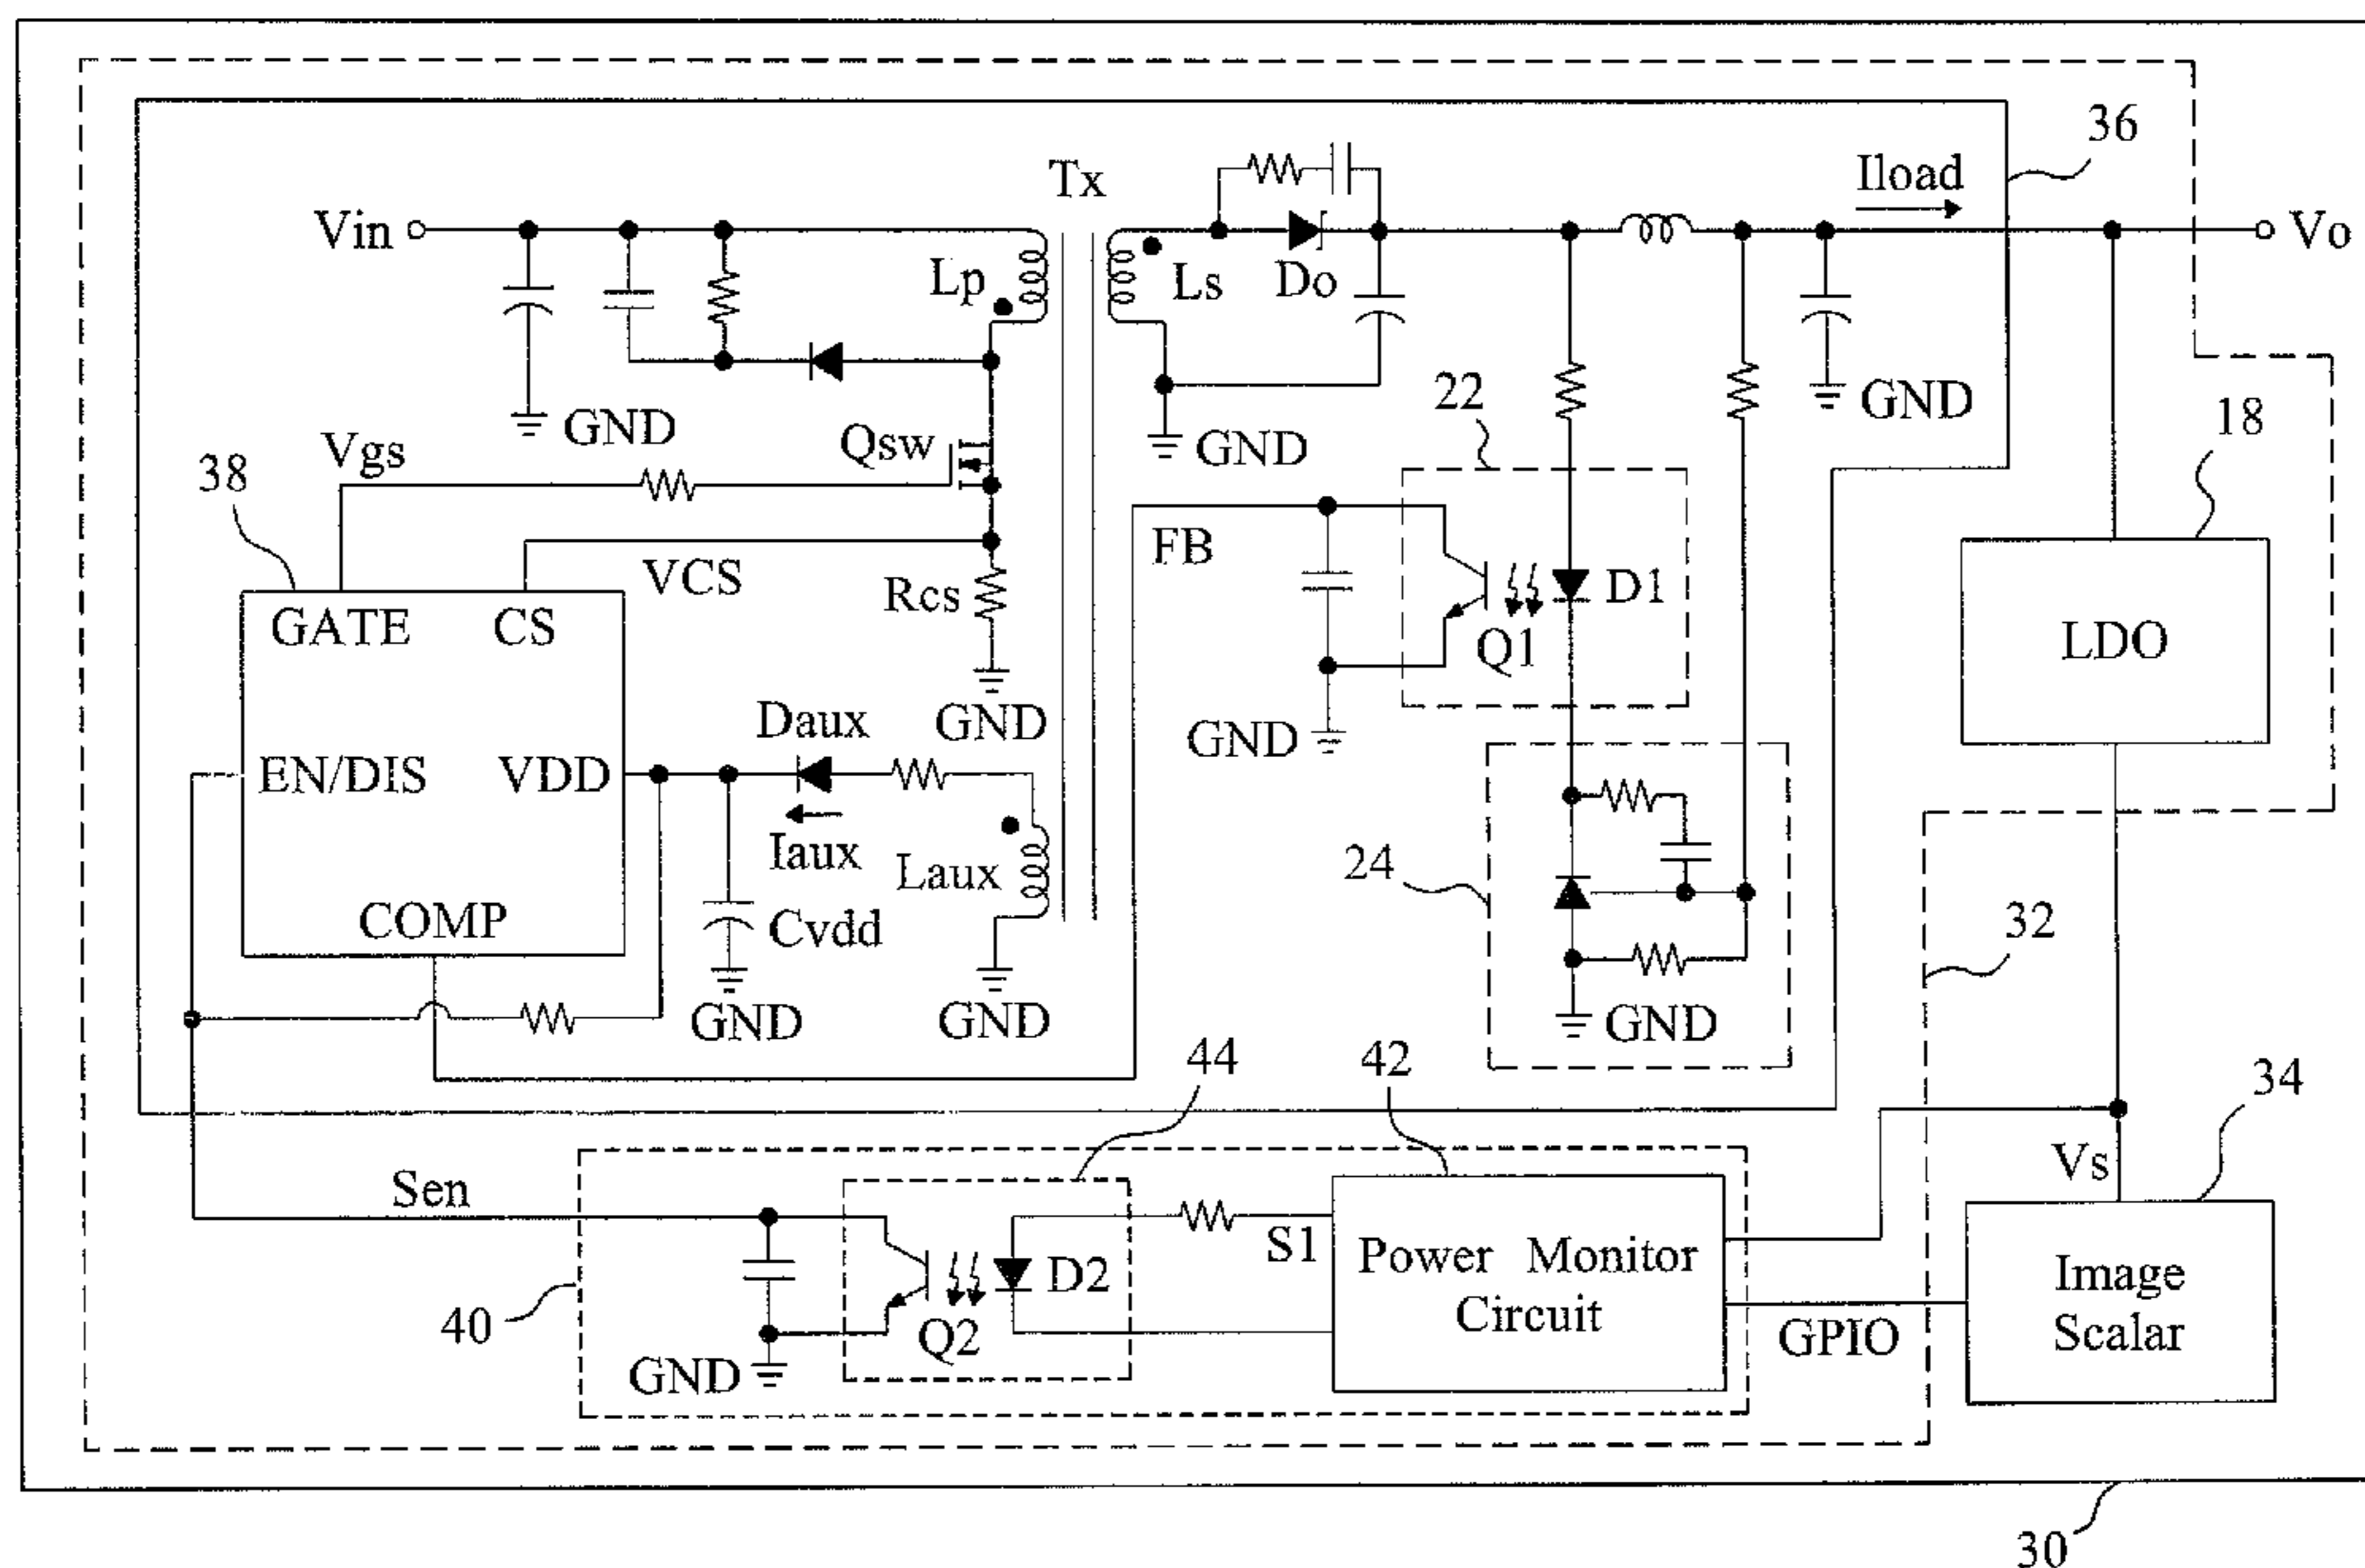 36
Tx
Iload
Vin
Vo
Lp
Ls
Do
22
18
GND
GND
GND
Vgs
Qsw
38
FB
VCS
Rcs
D1
GATE
CS
Q1
LDO
Daux
GND
GND
EN/DIS
VDD
Iaux
Laux
24
COMP
Cvdd
32
GND
GND
GND
44
42
34
Sen
Vs
S1
Power Monitor
Circuit
D2
Image
Scalar
40
Q2
GPIO
GND
30